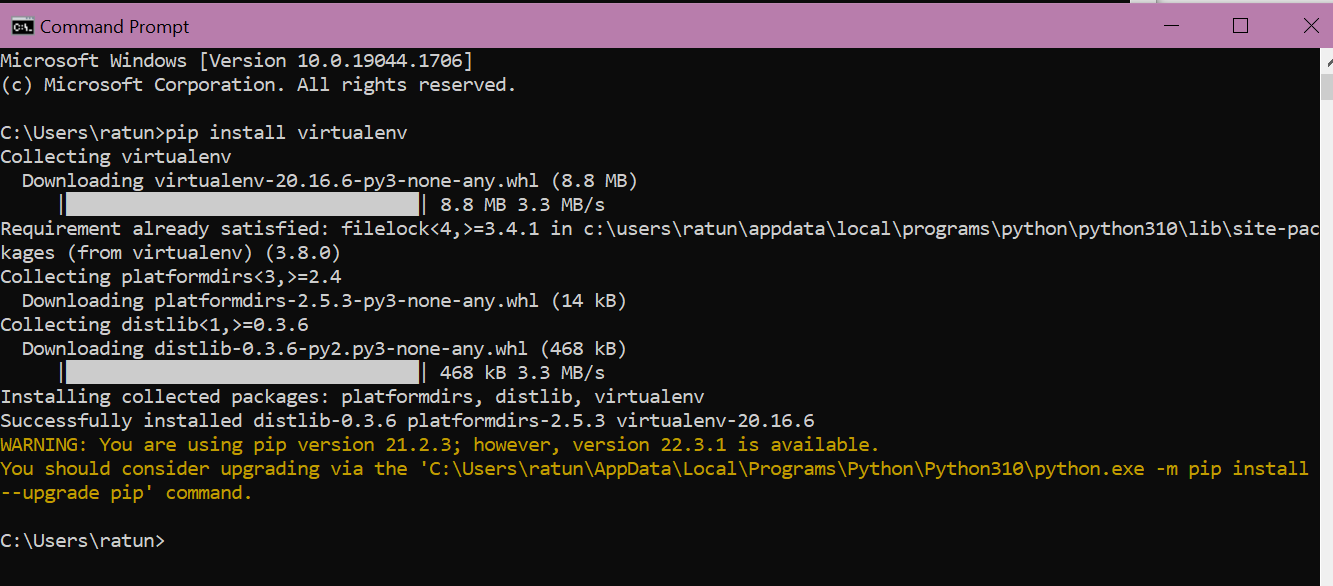 Command Prompt
Microsoft Windows [Version 10.0.19044.1706]
(c) Microsoft Corporation. All rights reserved.
C:\Users\ratun>pip install virtualenv
Collecting virtualenv
  Downloading virtualenv-20.16.6-py3-none-any.whl (8.8 MB)
     |████████████████████████████████| 8.8 MB 3.3 MB/s
Requirement already satisfied: filelock<4,>=3.4.1 in c:\users\ratun\appdata\local\programs\python\python310\lib\site-pac
kages (from virtualenv) (3.8.0)
Collecting platformdirs<3,>=2.4
  Downloading platformdirs-2.5.3-py3-none-any.whl (14 kB)
Collecting distlib<1,>=0.3.6
  Downloading distlib-0.3.6-py2.py3-none-any.whl (468 kB)
     |████████████████████████████████| 468 kB 3.3 MB/s
Installing collected packages: platformdirs, distlib, virtualenv
Successfully installed distlib-0.3.6 platformdirs-2.5.3 virtualenv-20.16.6
WARNING: You are using pip version 21.2.3; however, version 22.3.1 is available.
You should consider upgrading via the 'C:\Users\ratun\AppData\Local\Programs\Python\Python310\python.exe -m pip install
--upgrade pip' command.
C:\Users\ratun>